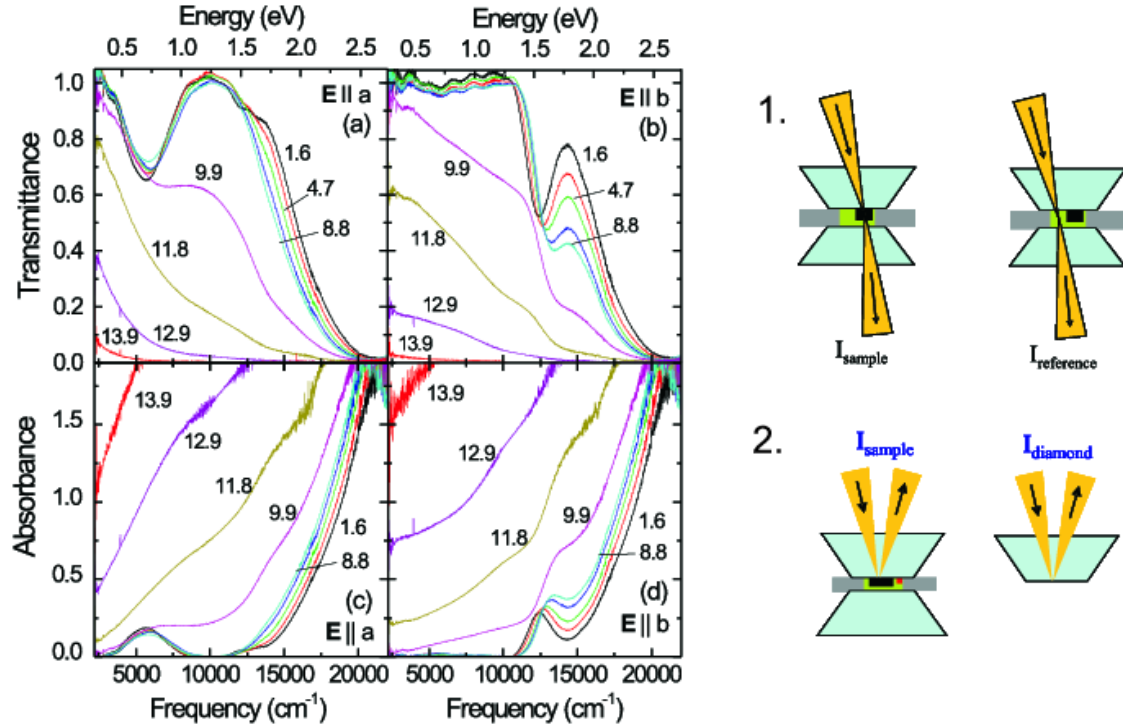 Energy (eV)
0.5 1.0 1.5 2.0 2.5 0.5 1.0 1.5 2.0 2.5
Transmittance
1.0
0.8
0.6
0.4
0.2
0.0
E || a
(a)
9.9
1.6
4.7
8.8
11.8
12.9
13.9
E || b
(b)
9.9
1.6
4.7
8.8
11.8
12.9
13.9
Absorbance
1.5
1.0
0.5
0.0
13.9
12.9
11.8
9.9
1.6
8.8
(c)
E || a
13.9
12.9
11.8
9.9
1.6
8.8
(d)
E || b
5000 10000 15000 20000 5000 10000 15000 20000
Frequency (cm⁻¹) Frequency (cm⁻¹)
1.
I_sample I_reference
2.
I_sample I_diamond